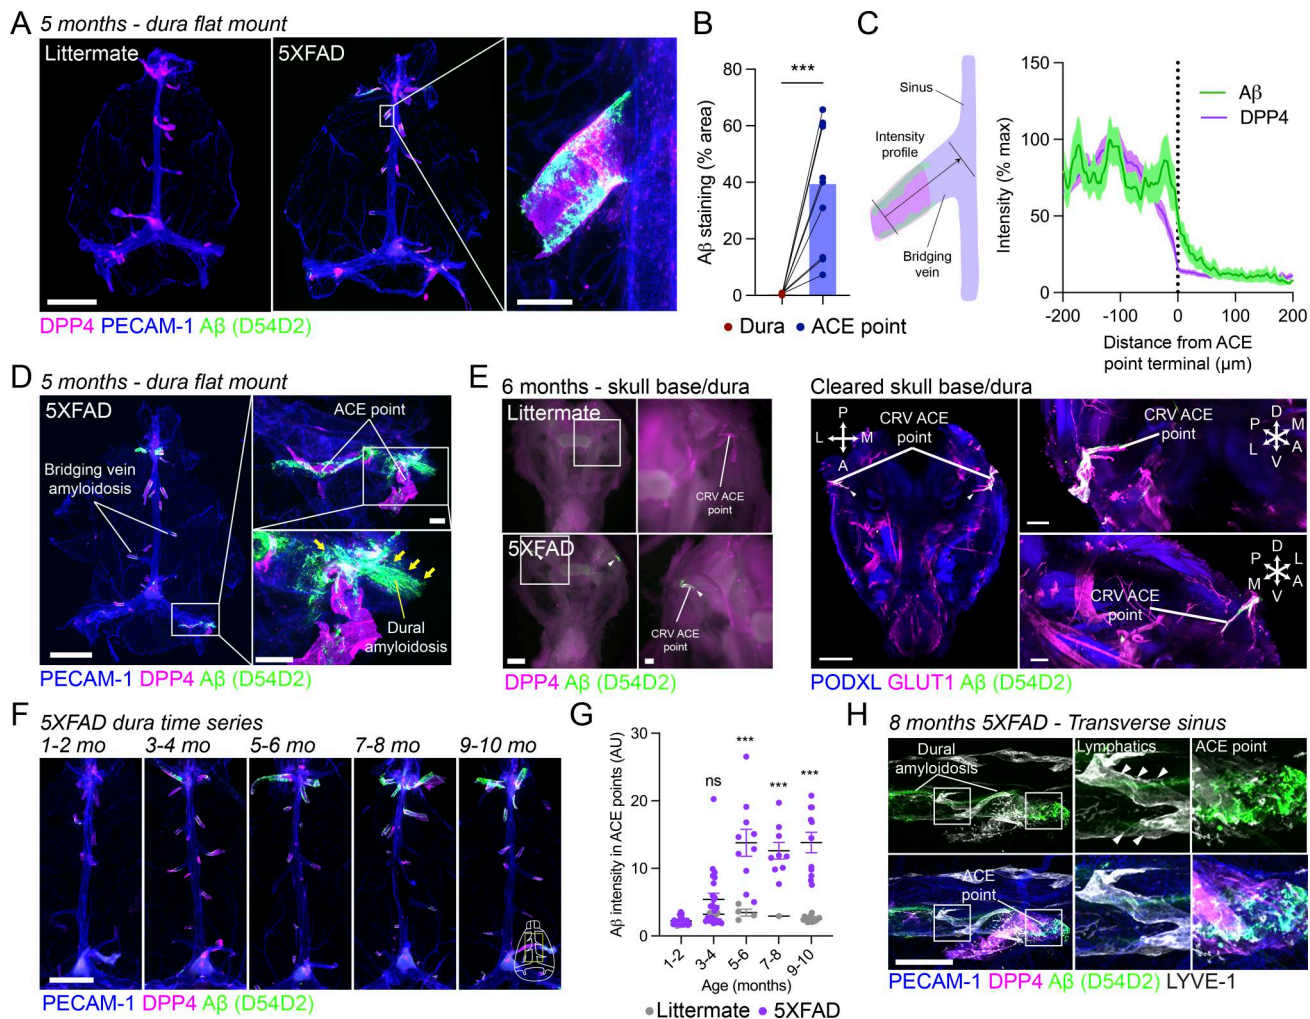 A
5 months - dura flat mount
Littermate
5XFAD
DPP4 PECAM-1 Aβ (D54D2)
B
80
60
40
20
0
Aβ staining (% area)
***
Dura
ACE point
C
Sinus
Intensity
profile
Bridging
vein
150
100
50
0
Intensity (% max)
Aβ
DPP4
-200
-100
0
100
200
Distance from ACE
point terminal (µm)
D
5 months - dura flat mount
5XFAD
ACE point
Bridging vein
amyloidosis
Dural
amyloidosis
PECAM-1 DPP4 Aβ (D54D2)
E
6 months - skull base/dura
Littermate
CRV ACE
point
5XFAD
CRV ACE
point
DPP4 Aβ (D54D2)
Cleared skull base/dura
P
L
M
A
CRV ACE
point
CRV ACE
point
D
P
M
L
A
V
CRV ACE
point
D
P
L
M
A
V
PODXL GLUT1 Aβ (D54D2)
F
5XFAD dura time series
1-2 mo
3-4 mo
5-6 mo
7-8 mo
9-10 mo
PECAM-1 DPP4 Aβ (D54D2)
G
30
20
10
0
Aβ intensity in ACE points (AU)
ns
***
***
***
1-2
3-4
5-6
7-8
9-10
Age (months)
Littermate
5XFAD
H
8 months 5XFAD - Transverse sinus
Dural
amyloidosis
Lymphatics
ACE point
ACE
point
PECAM-1 DPP4 Aβ (D54D2) LYVE-1